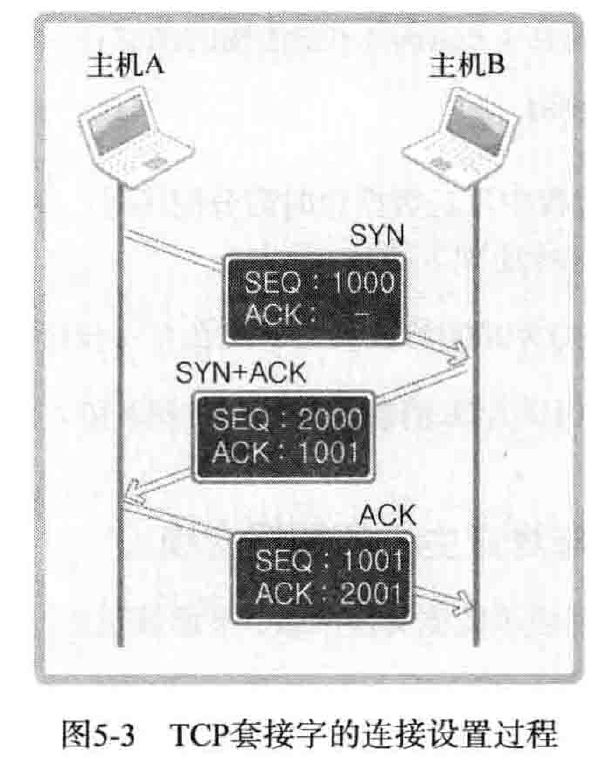 主机A
主机B
SYN
SEQ : 1000
ACK : –
SYN+ACK
SEQ : 2000
ACK : 1001
ACK
SEQ : 1001
ACK : 2001
图5-3 TCP套接字的连接设置过程